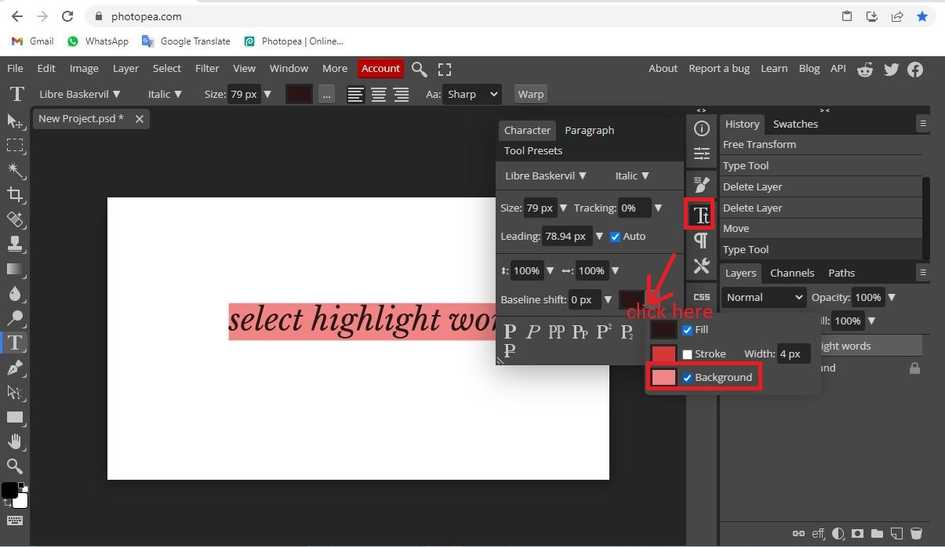 photopea.com
Gmail WhatsApp Google Translate Photopea | Online...
File Edit Image Layer Select Filter View Window More Account About Report a bug Learn Blog API
T Libre Baskervil Italic Size: 79 px ... Aa: Sharp Warp
New Project.psd *
Character Paragraph
Tool Presets
Libre Baskervil Italic
Size: 79 px Tracking: 0%
Leading: 78.94 px Auto
100% 100%
Baseline shift: 0 px
click here
CSS
Fill
Stroke Width: 4 px
Background
select highlight wor
History Swatches
Free Transform
Type Tool
Delete Layer
Delete Layer
Move
Type Tool
Layers Channels Paths
Normal Opacity: 100%
ill: 100%
ight words
und
eff